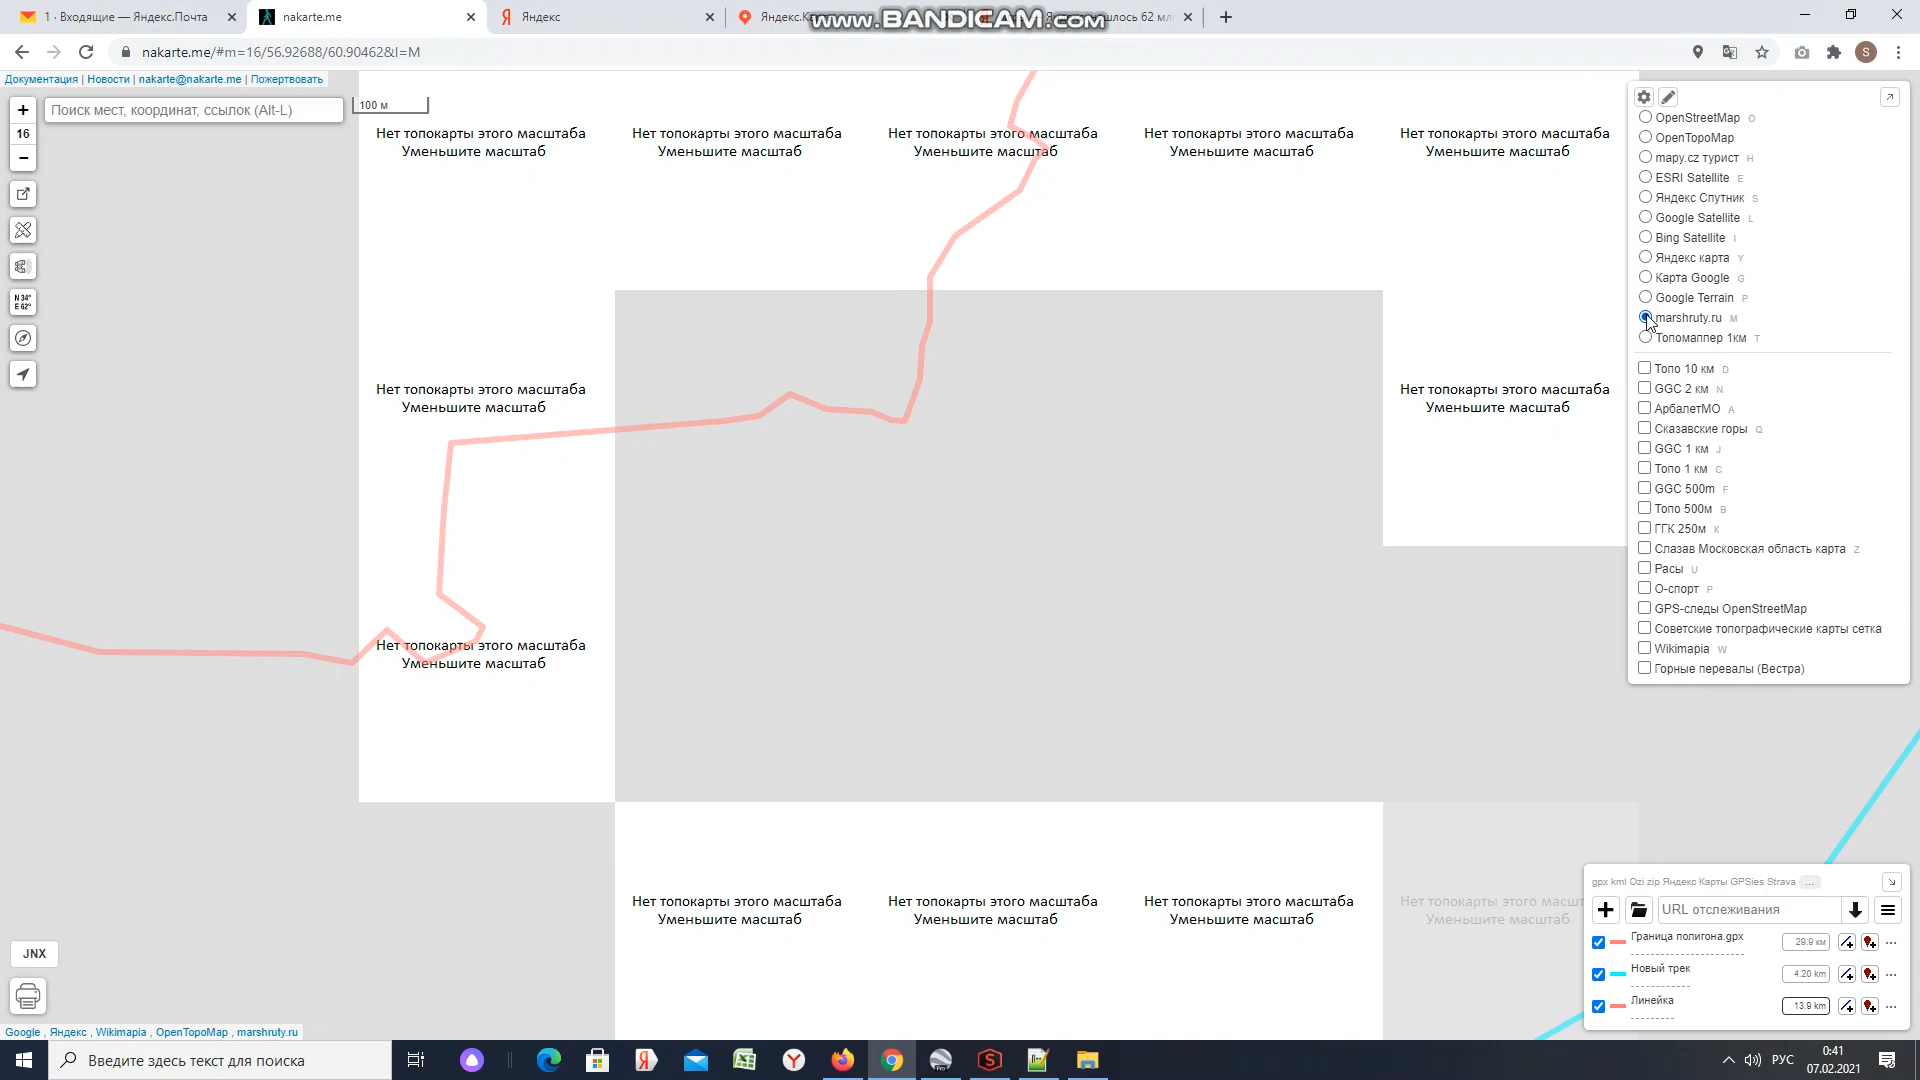 1 · Входящие — Яндекс.Почта
nakarte.me
Яндекс
Яндекс.К
www.BANDICAM.com
шлось 62 мл
nakarte.me/#m=16/56.92688/60.90462&l=M
S
Документация | Новости | nakarte@nakarte.me | Пожертвовать
+
16
−
Поиск мест, координат, ссылок (Alt-L)
100 м
N 34°
E 62°
Нет топокарты этого масштаба
Уменьшите масштаб
Нет топокарты этого масштаба
Уменьшите масштаб
Нет топокарты этого масштаба
Уменьшите масштаб
Нет топокарты этого масштаба
Уменьшите масштаб
Нет топокарты этого масштаба
Уменьшите масштаб
Нет топокарты этого масштаба
Уменьшите масштаб
Нет топокарты этого масштаба
Уменьшите масштаб
Нет топокарты этого масштаба
Уменьшите масштаб
Нет топокарты этого масштаба
Уменьшите масштаб
Нет топокарты этого масштаба
Уменьшите масштаб
Нет топокарты этого масштаба
Уменьшите масштаб
Нет топокарты этого масшт
Уменьшите масштаб
OpenStreetMap O
OpenTopoMap
mapy.cz турист H
ESRI Satellite E
Яндекс Спутник S
Google Satellite L
Bing Satellite I
Яндекс карта Y
Карта Google G
Google Terrain P
marshruty.ru M
Топомаппер 1км T
Топо 10 км D
GGC 2 км N
АрбалетМО A
Сказавские горы Q
GGC 1 км J
Топо 1 км C
GGC 500m F
Топо 500м B
ГГК 250м K
Слазав Московская область карта Z
Расы U
О-спорт P
GPS-следы OpenStreetMap
Советские топографические карты сетка
Wikimapia W
Горные перевалы (Вестра)
gpx kml Ozi zip Яндекс Карты GPSies Strava ...
URL отслеживания
Граница полигона.gpx 29.9 км
Новый трек 4.20 km
Линейка 13.9 km
JNX
Google , Яндекс , Wikimapia , OpenTopoMap , marshruty.ru
Введите здесь текст для поиска
РУС
0:41
07.02.2021